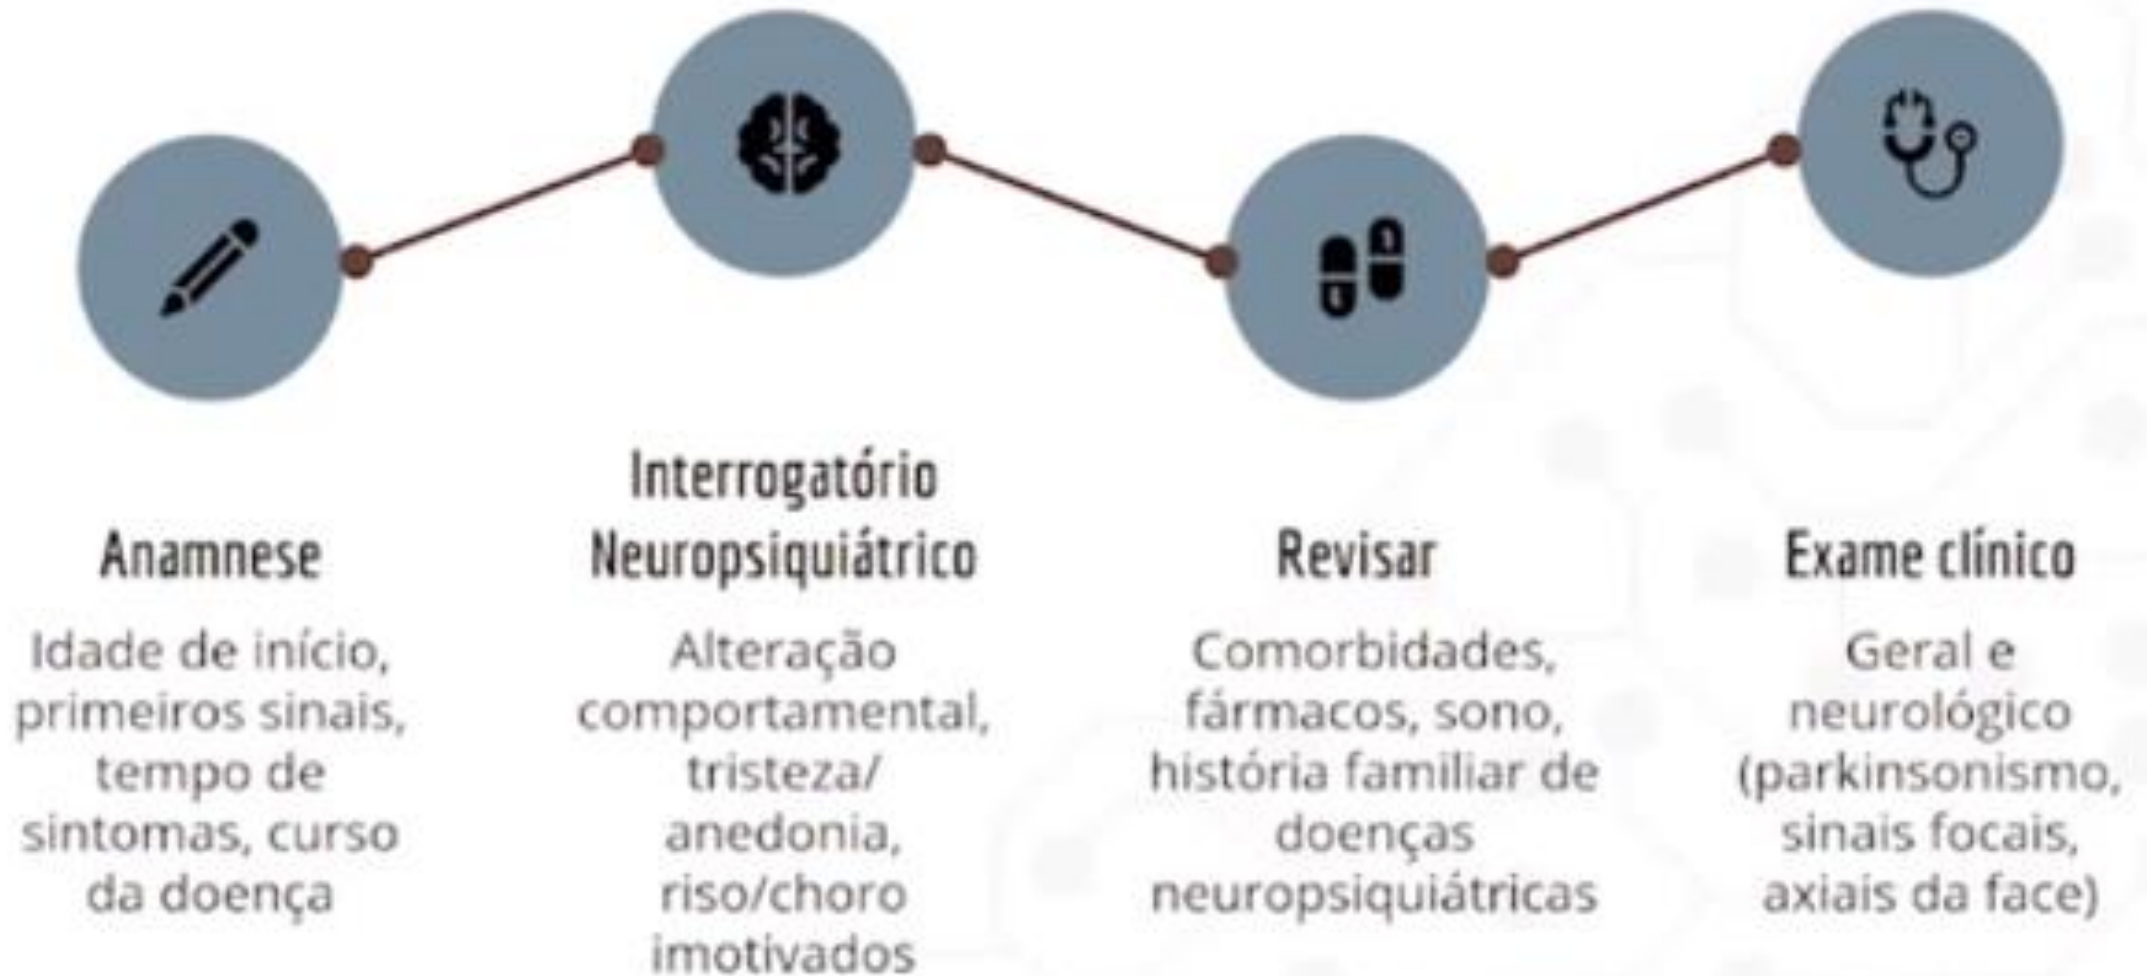 Anamnese
Idade de início,
primeiros sinais,
tempo de
sintomas, curso
da doença
Interrogatório
Neuropsiquiátrico
Alteração
comportamental,
tristeza/
anedonia,
riso/choro
imotivados
Revisar
Comorbidades,
fármacos, sono,
história familiar de
doenças
neuropsiquiátricas
Exame clínico
Geral e
neurológico
(parkinsonismo,
sinais focais,
axiais da face)